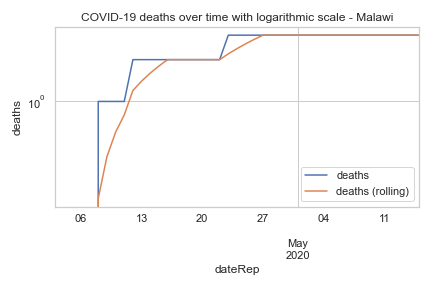 COVID-19 deaths over time with logarithmic scale - Malawi
deaths
10⁰
deaths
deaths (rolling)
06 13 20 27 04 11
May
2020
dateRep